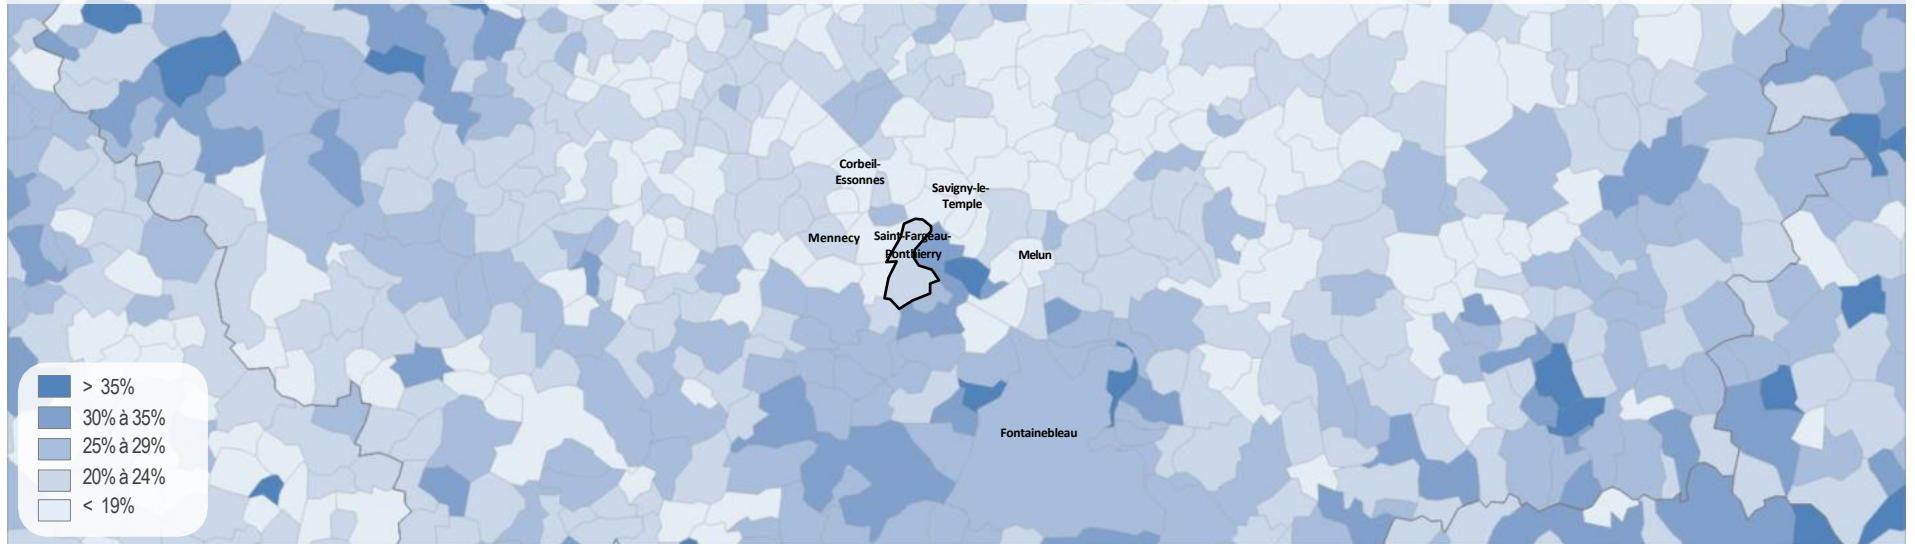 Corbeil-
Essonnes
Savigny-le-
Temple
Mennecy
Saint-Fargeau-
Ponthierry
Melun
Fontainebleau
> 35%
30% à 35%
25% à 29%
20% à 24%
< 19%